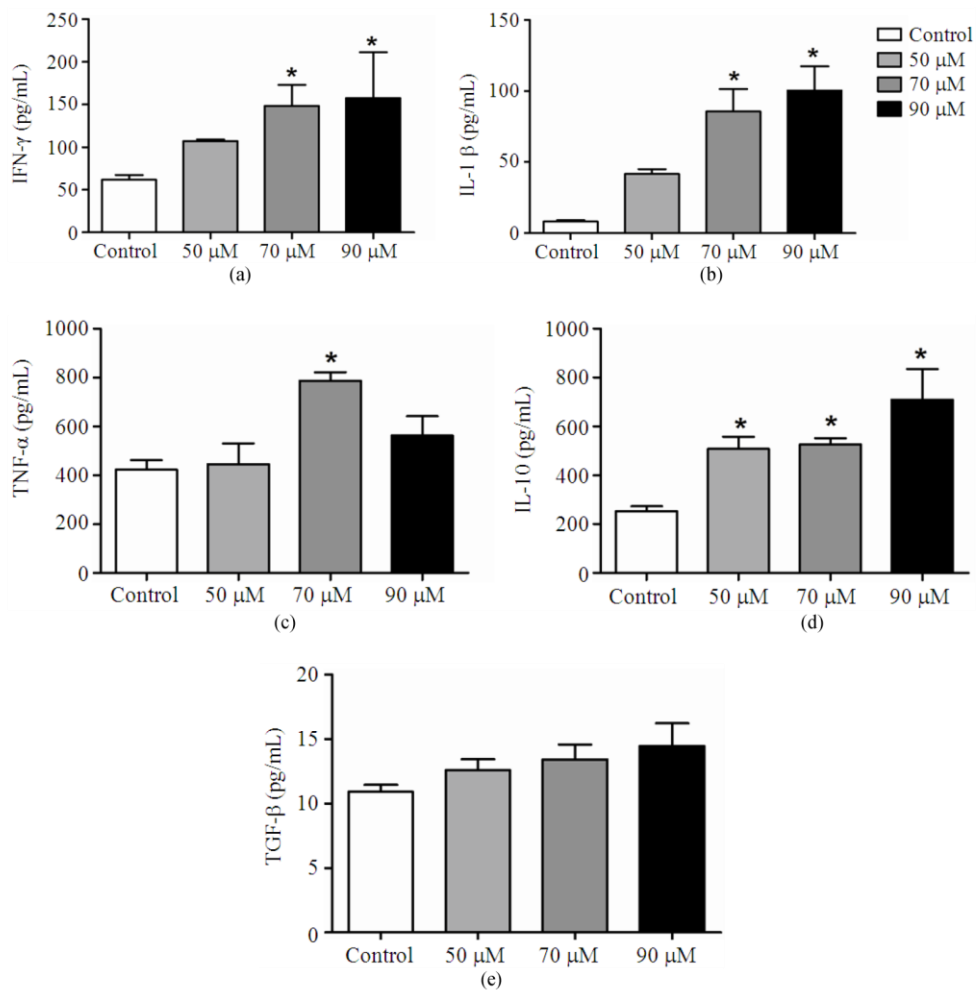 250
200
150
100
50
0
IFN-γ (pg/mL)
*
*
Control 50 μM 70 μM 90 μM
(a)
150
100
50
0
IL-1 β (pg/mL)
*
*
Control 50 μM 70 μM 90 μM
(b)
Control
50 μM
70 μM
90 μM
1000
800
600
400
200
0
TNF-α (pg/mL)
*
Control 50 μM 70 μM 90 μM
(c)
1000
800
600
400
200
0
IL-10 (pg/mL)
*
*
*
Control 50 μM 70 μM 90 μM
(d)
20
15
10
5
0
TGF-β (pg/mL)
Control 50 μM 70 μM 90 μM
(e)